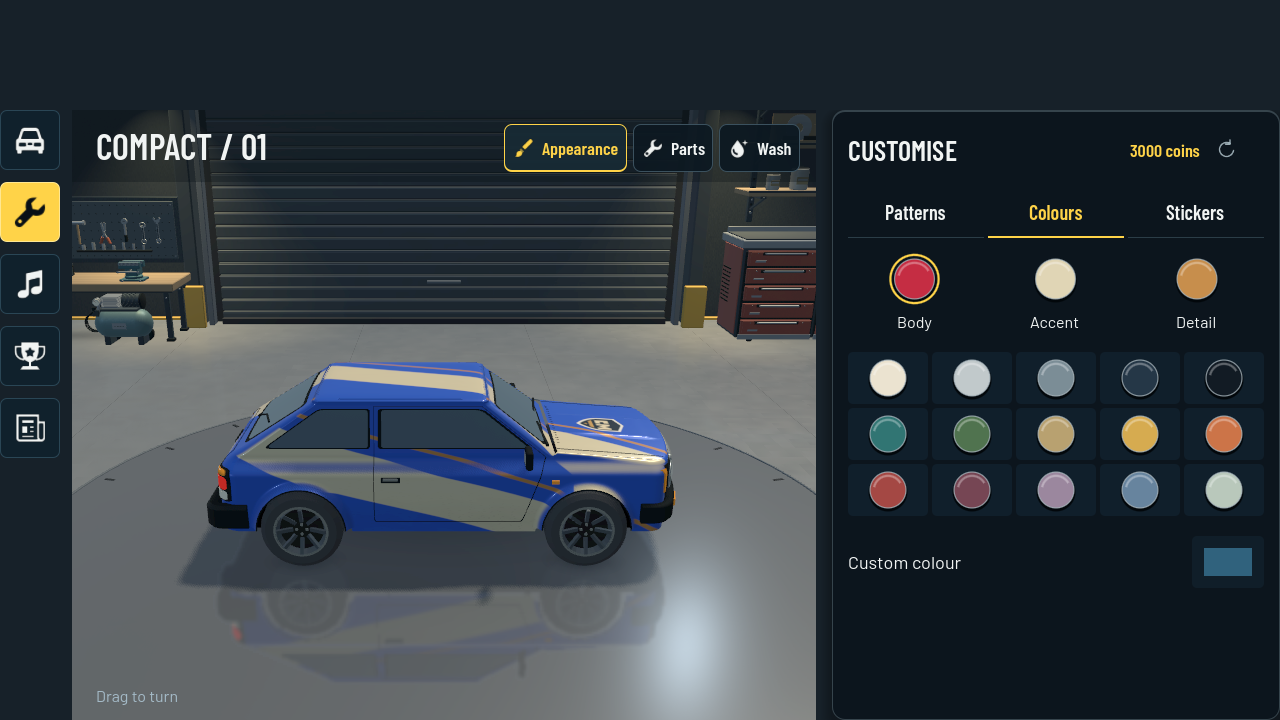 COMPACT / 01
Appearance
Parts
Wash
Drag to turn
CUSTOMISE
3000 coins
Patterns
Colours
Stickers
Body
Accent
Detail
Custom colour